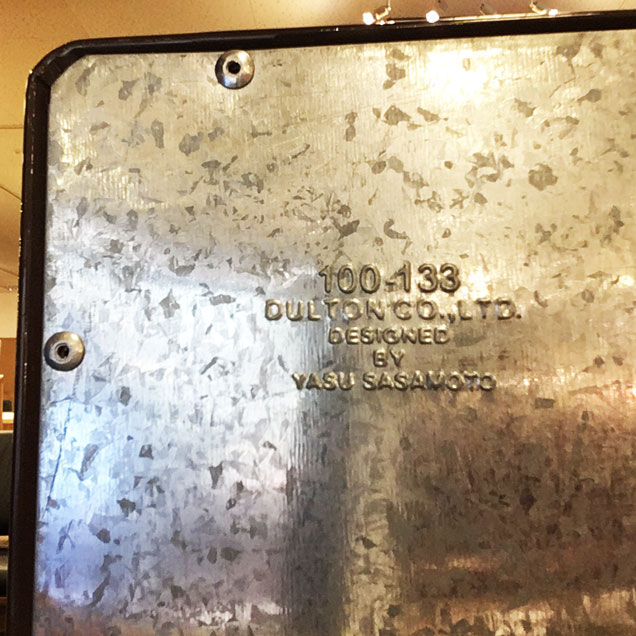 100-133
DULTON CO.,LTD.
DESIGNED
BY
YASU SASAMOTO